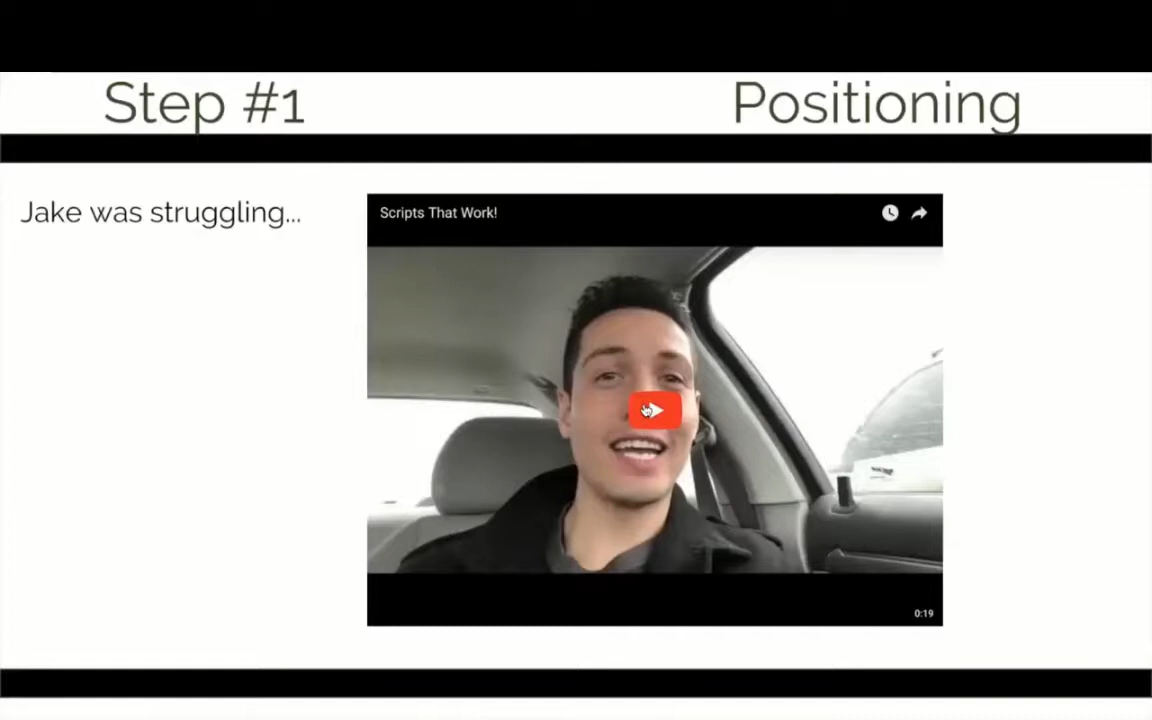 Step #1
Positioning
Jake was struggling...
Scripts That Work!
0:19